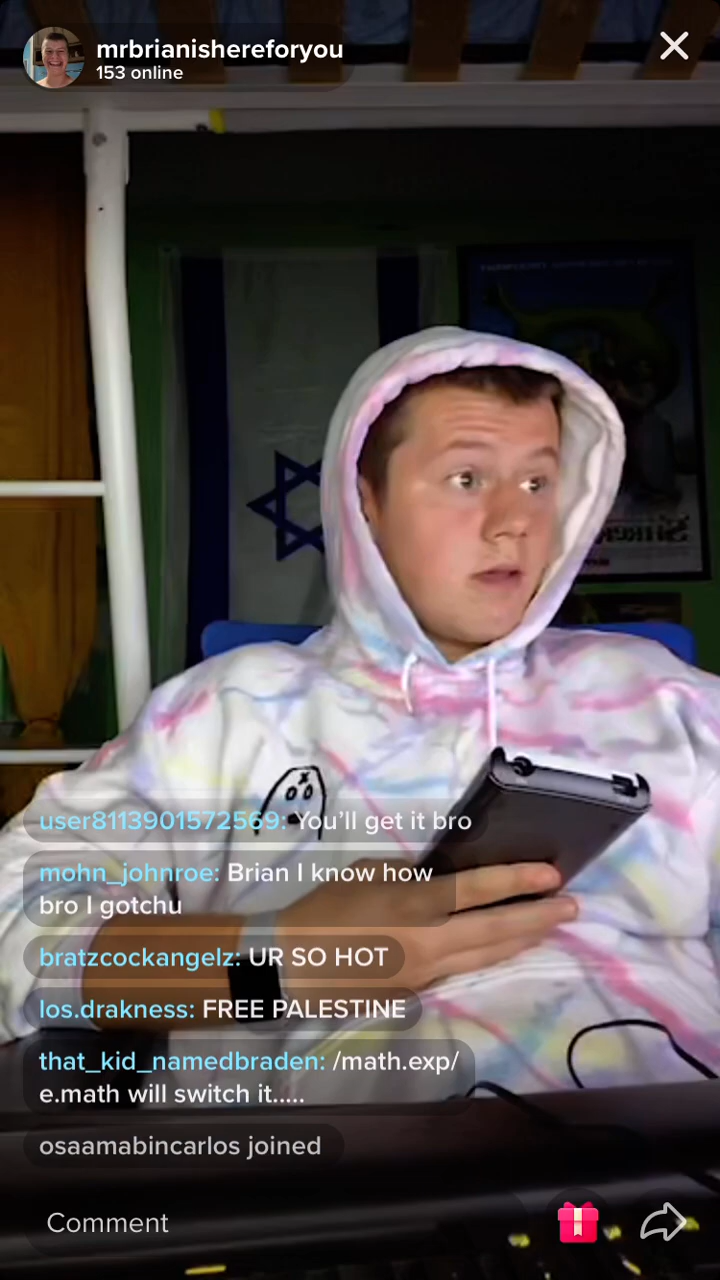 mrbrianishereforyou
153 online
user8113901572569: You'll get it bro
mohn_johnroe: Brian I know how
bro I gotchu
bratzcockangelz: UR SO HOT
los.drakness: FREE PALESTINE
that_kid_namedbraden: /math.exp/
e.math will switch it.....
osaamabincarlos joined
Comment